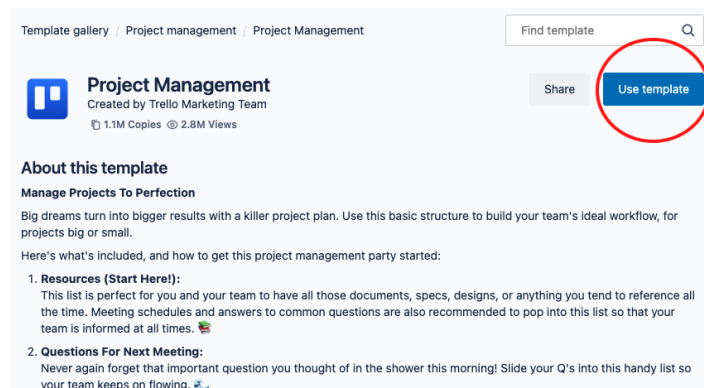 Template gallery / Project management / Project Management
Find template
Project Management
Created by Trello Marketing Team
1.1M Copies 2.8M Views
Share
Use template
About this template
Manage Projects To Perfection
Big dreams turn into bigger results with a killer project plan. Use this basic structure to build your team's ideal workflow, for
projects big or small.
Here's what's included, and how to get this project management party started:
1. Resources (Start Here!):
This list is perfect for you and your team to have all those documents, specs, designs, or anything you tend to reference all
the time. Meeting schedules and answers to common questions are also recommended to pop into this list so that your
team is informed at all times. 📚
2. Questions For Next Meeting:
Never again forget that important question you thought of in the shower this morning! Slide your Q's into this handy list so
your team keeps on flowing. 🌊